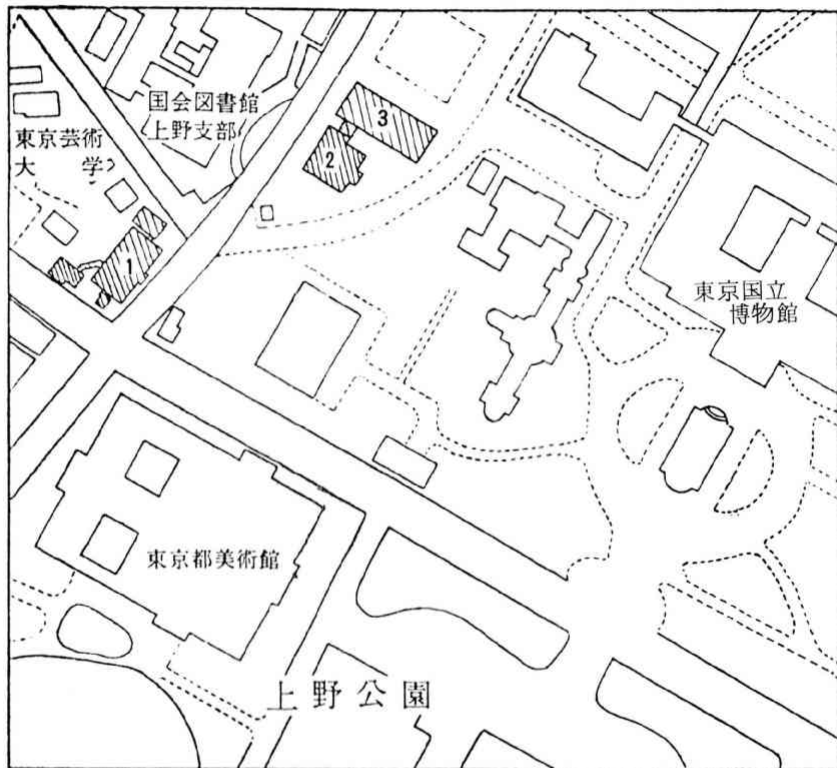 国会図書館
上野支部
3
2
東京芸術
大学
1
東京国立
博物館
東京都美術館
上野公園